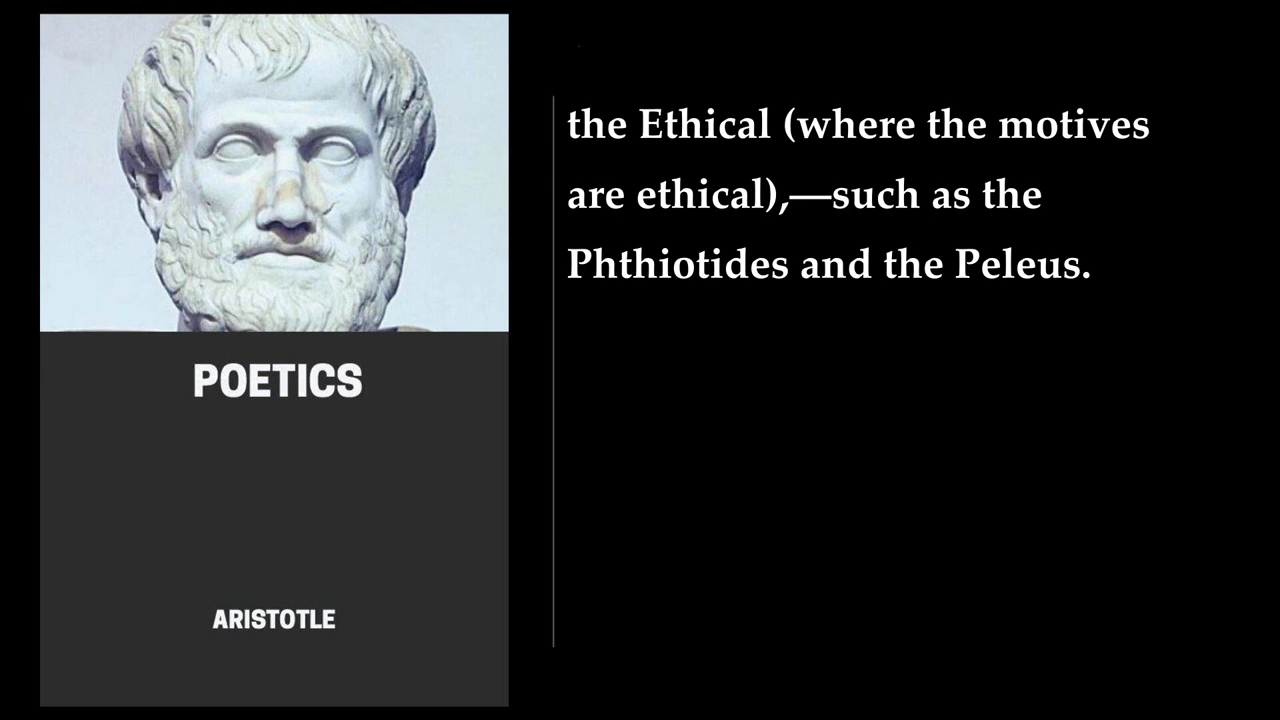 POETICS
ARISTOTLE
the Ethical (where the motives
are ethical),—such as the
Phthiotides and the Peleus.